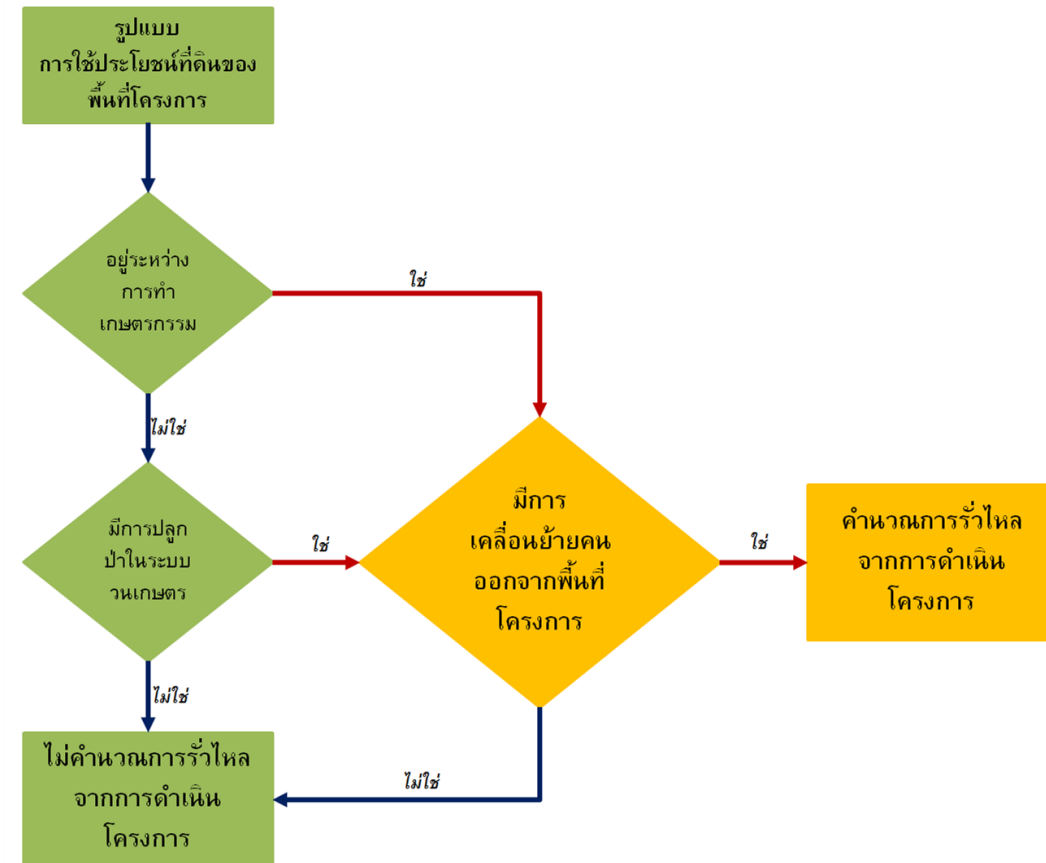 รูปแบบ
การใช้ประโยชน์ที่ดินของ
พื้นที่โครงการ
อยู่ระหว่าง
การทำ
เกษตรกรรม
ใช่
ไม่ใช่
มีการปลูก
ป่าในระบบ
วนเกษตร
ใช่
มีการ
เคลื่อนย้ายคน
ออกจากพื้นที่
โครงการ
ใช่
คำนวณการรั่วไหล
จากการดำเนิน
โครงการ
ไม่ใช่
ไม่คำนวณการรั่วไหล
จากการดำเนิน
โครงการ
ไม่ใช่